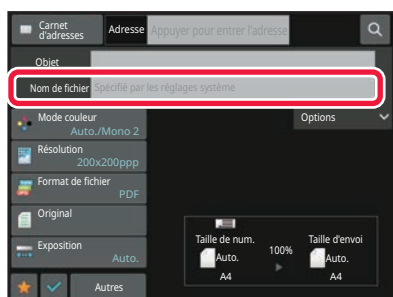 Carnet
d'adresses
Adresse
Appuyer pour entrer l'adresse
Objet
Nom de fichier
Spécifié par les réglages système
Mode couleur
Auto./Mono 2
Options
Résolution
200x200ppp
Format de fichier
PDF
Original
Exposition
Auto.
Taille de num.
100%
Taille d'envoi
Auto.
Auto.
A4
A4
Autres